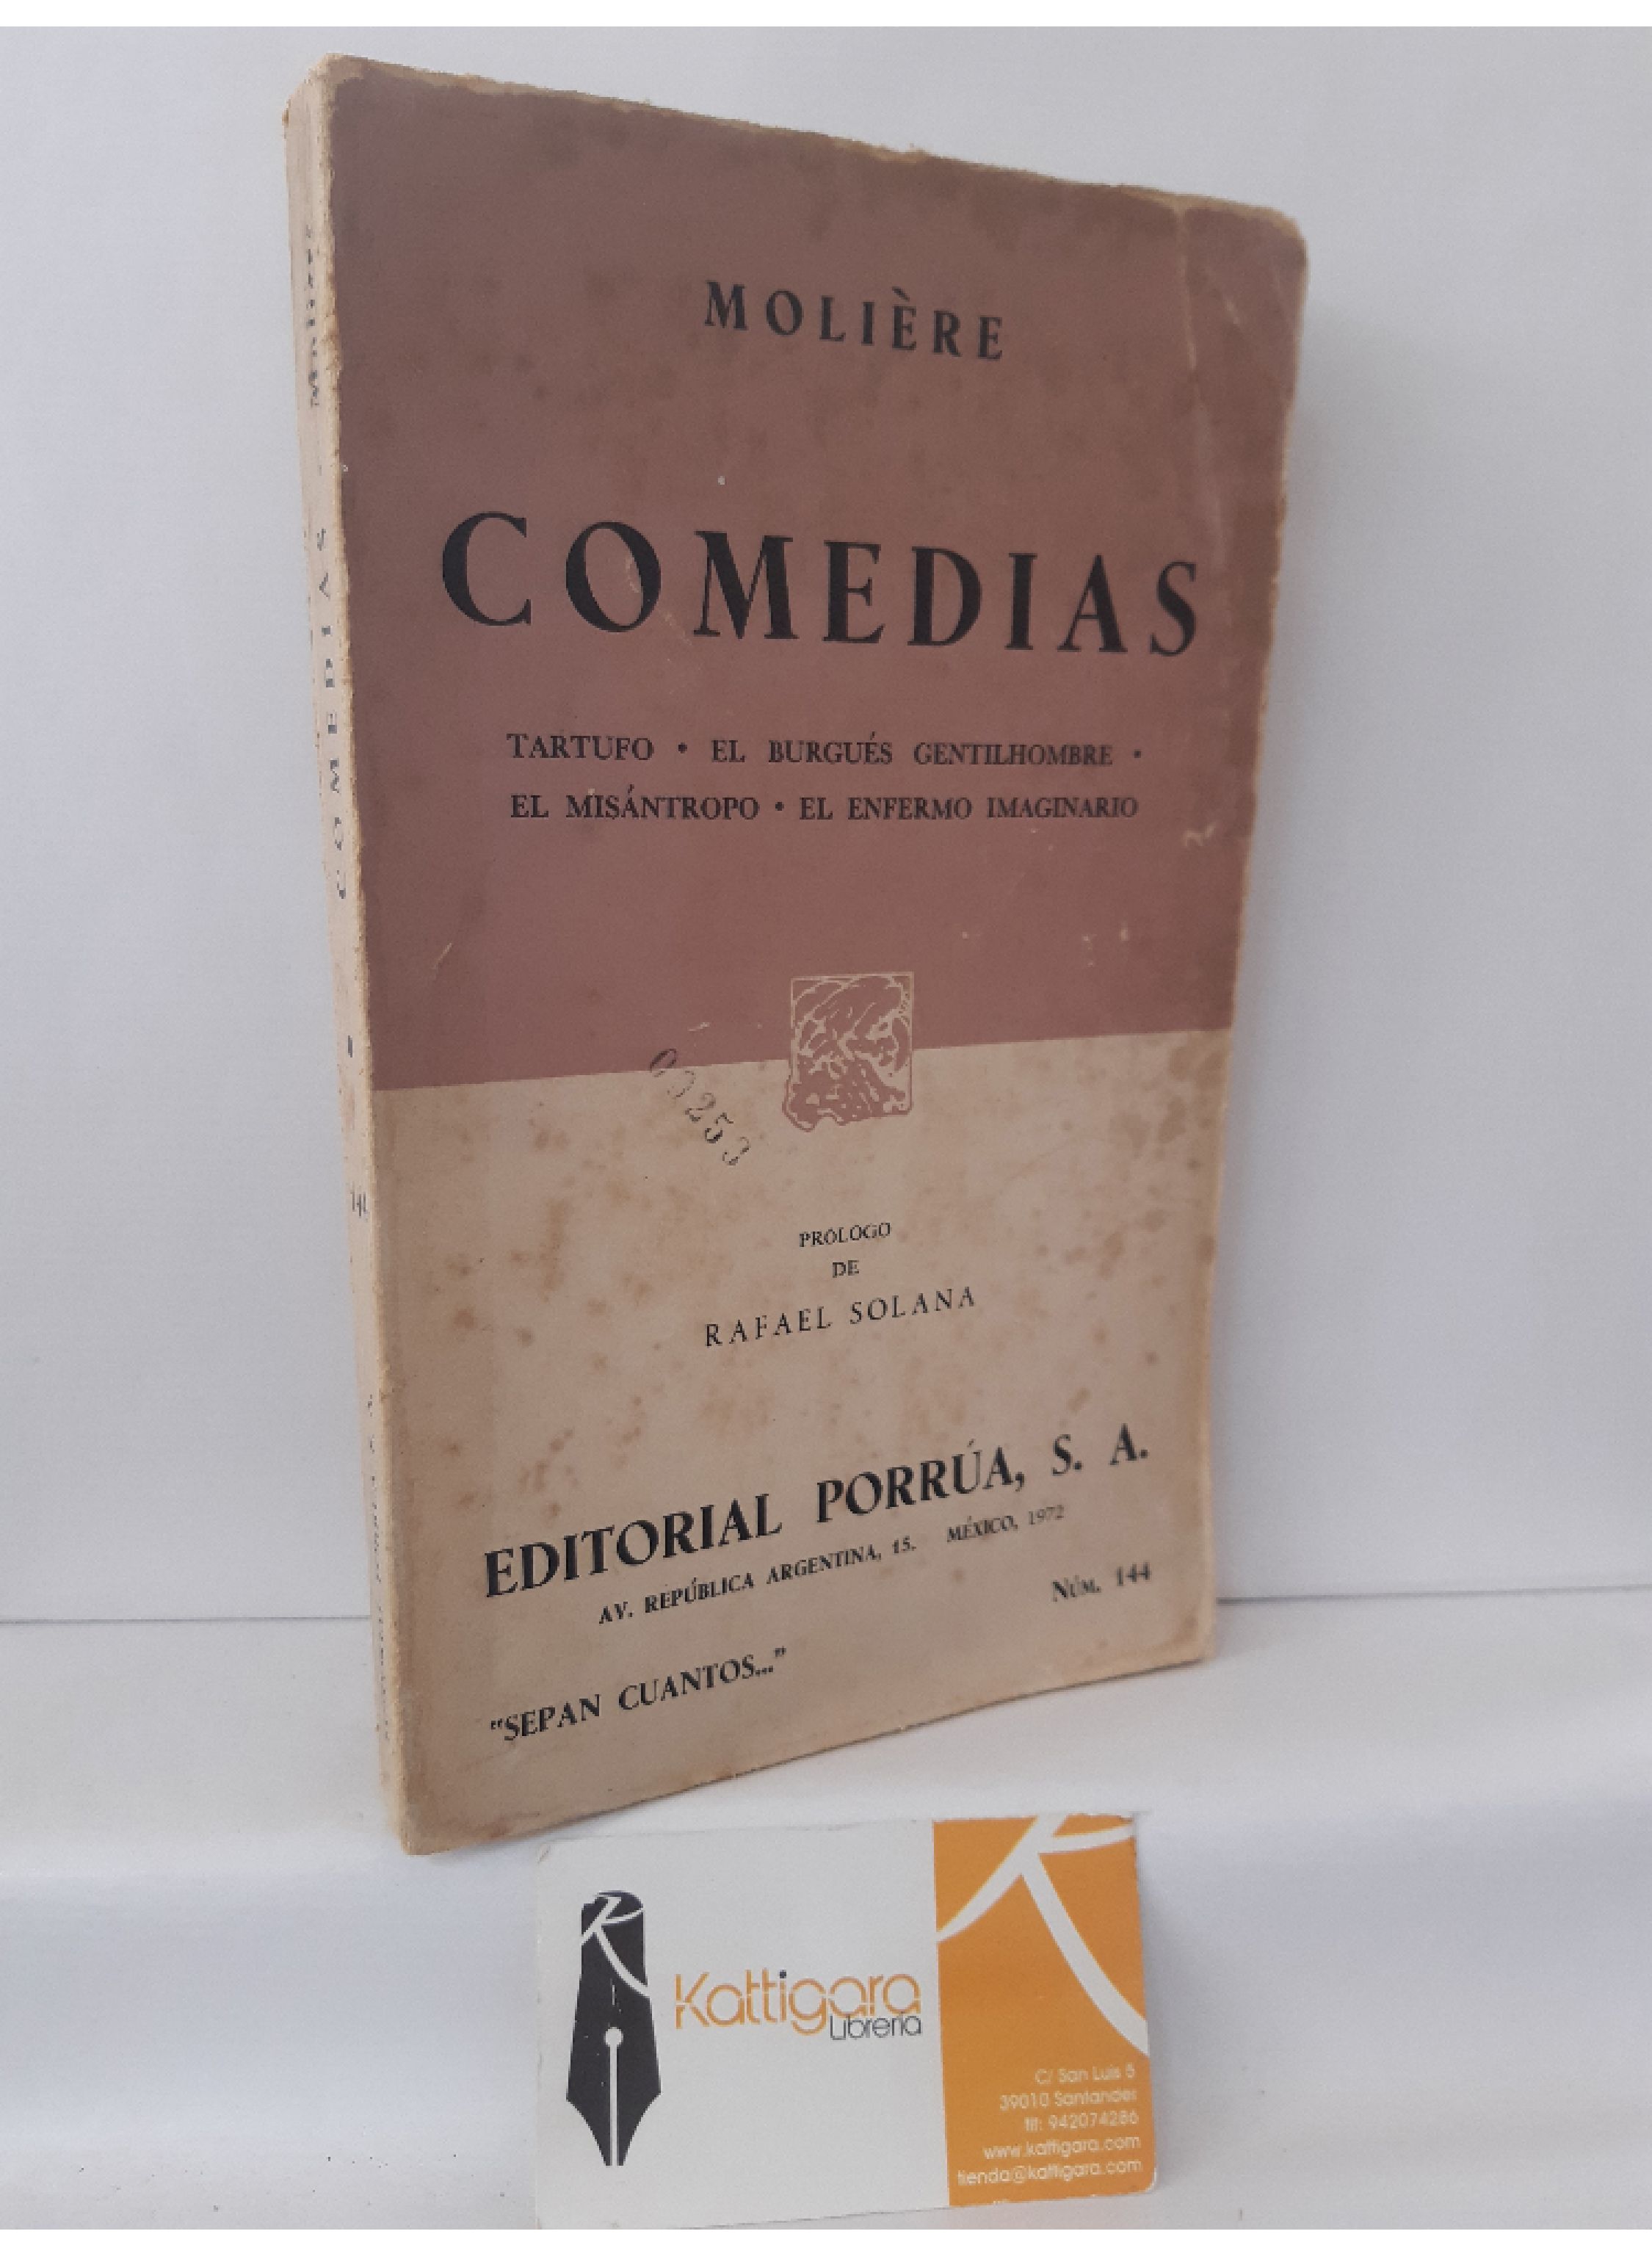 MOLIÈRE
COMEDIAS
TARTUFO • EL BURGUÉS GENTILHOMBRE •
EL MISÁNTROPO • EL ENFERMO IMAGINARIO
PRÓLOGO
DE
RAFAEL SOLANA
EDITORIAL PORRÚA, S. A.
AV. REPÚBLICA ARGENTINA, 15. MÉXICO, 1972
NÚM. 144
"SEPAN CUANTOS..."
COMEDIAS
Kattigara
Librería
C/ San Luis 5
39010 Santander
tlf: 942074286
www.kattigara.com
tienda@kattigara.com